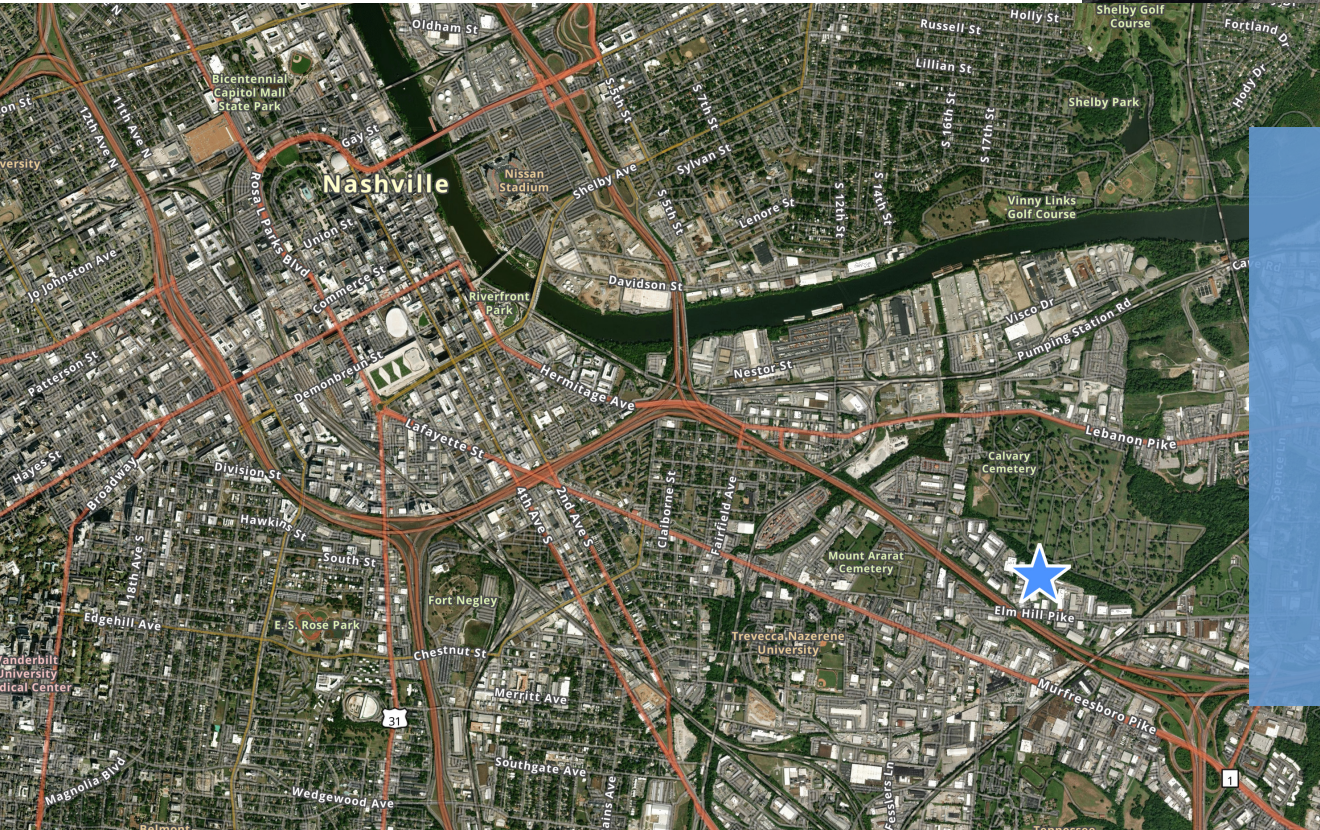 Oldham St
Holly St
Russell St
Shelby Golf
Course
Fortland Dr
Lillian St
Hody Dr
Bicentennial
Capitol Mall
State Park
11th Ave N
12th Ave N
S 5th St
S 7th St
S 16th St
S 17th St
Shelby Park
Gay St
Nashville
Nissan
Stadium
Sylvan St
Shelby Ave
Rosa L Parks Blvd
Union St
S 5th St
Lenore St
S 12th St
S 14th St
Vinny Links
Golf Course
Jo Johnston Ave
Commerce St
Riverfront
Park
Davidson St
Visco Dr
Pumping Station Rd
Patterson St
Demonbreun St
Nestor St
Hermitage Ave
Lafayette St
Lebanon Pike
Spence Ln
Hayes St
Broadway
Division St
Calvary
Cemetery
4th Ave S
2nd Ave S
Claiborne St
Fairfield Ave
Hawkins St
South St
18th Ave S
Mount Ararat
Cemetery
Fort Negley
Elm Hill Pike
Edgehill Ave
E. S. Rose Park
Chestnut St
Trevecca Nazerene
University
Vanderbilt
University
Medical Center
Merritt Ave
Murfreesboro Pike
31
Southgate Ave
Magnolia Blvd
Wedgewood Ave
Fesslers Ln
1